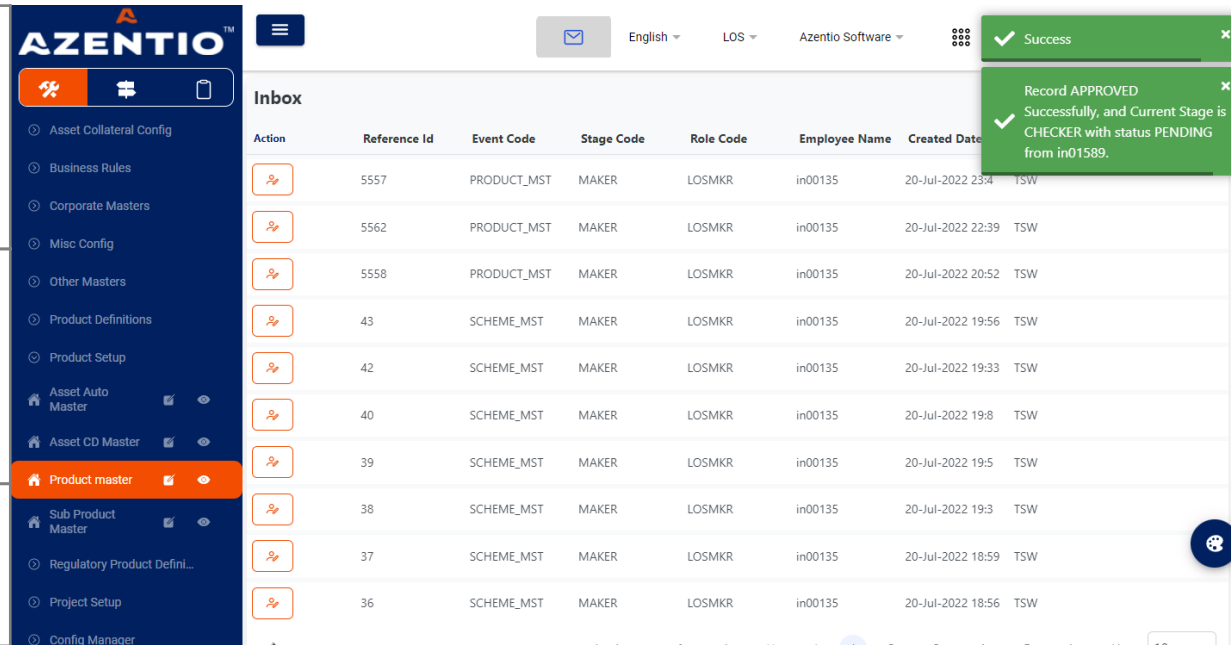 AZENTIO™
English
LOS
Azentio Software
Success
Record APPROVED
Successfully, and Current Stage is
CHECKER with status PENDING
from in01589.
Asset Collateral Config
Business Rules
Corporate Masters
Misc Config
Other Masters
Product Definitions
Product Setup
Asset Auto
Master
Asset CD Master
Product master
Sub Product
Master
Regulatory Product Defini...
Project Setup
Config Manager
Inbox
Action Reference Id Event Code Stage Code Role Code Employee Name Created Date
5557 PRODUCT_MST MAKER LOSMKR in00135 20-Jul-2022 23:4 TSW
5562 PRODUCT_MST MAKER LOSMKR in00135 20-Jul-2022 22:39 TSW
5558 PRODUCT_MST MAKER LOSMKR in00135 20-Jul-2022 20:52 TSW
43 SCHEME_MST MAKER LOSMKR in00135 20-Jul-2022 19:56 TSW
42 SCHEME_MST MAKER LOSMKR in00135 20-Jul-2022 19:33 TSW
40 SCHEME_MST MAKER LOSMKR in00135 20-Jul-2022 19:8 TSW
39 SCHEME_MST MAKER LOSMKR in00135 20-Jul-2022 19:5 TSW
38 SCHEME_MST MAKER LOSMKR in00135 20-Jul-2022 19:3 TSW
37 SCHEME_MST MAKER LOSMKR in00135 20-Jul-2022 18:59 TSW
36 SCHEME_MST MAKER LOSMKR in00135 20-Jul-2022 18:56 TSW